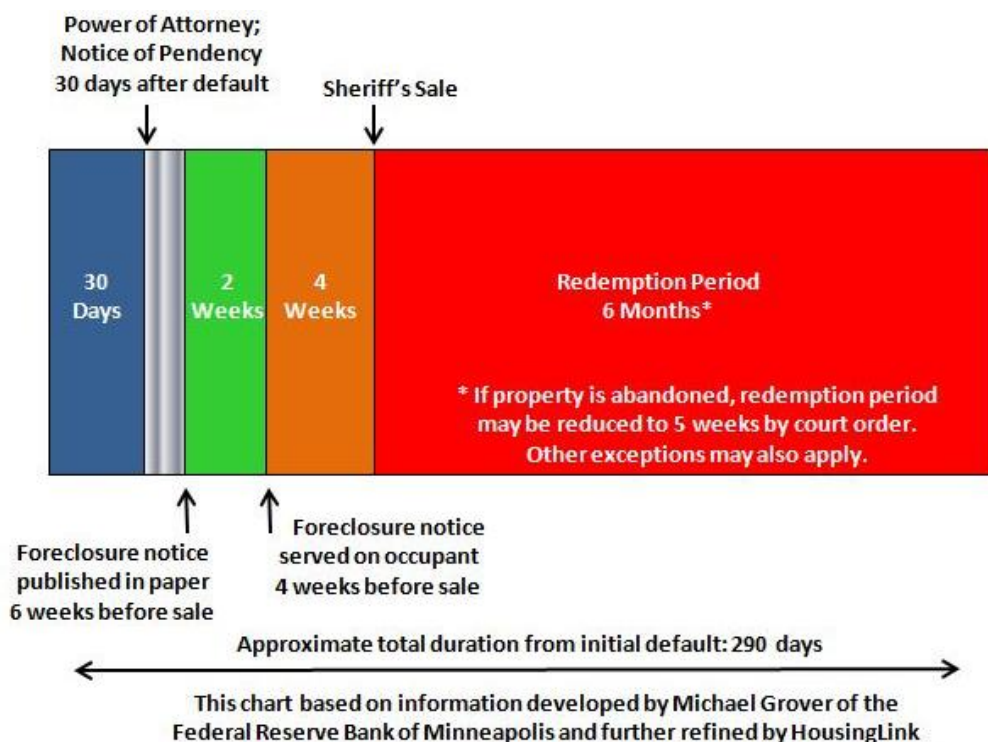 Power of Attorney;
Notice of Pendency
30 days after default
Sheriff's Sale
30
Days
2
Weeks
4
Weeks
Redemption Period
6 Months*
* If property is abandoned, redemption period
may be reduced to 5 weeks by court order.
Other exceptions may also apply.
Foreclosure notice
published in paper
6 weeks before sale
Foreclosure notice
served on occupant
4 weeks before sale
Approximate total duration from initial default: 290 days
This chart based on information developed by Michael Grover of the
Federal Reserve Bank of Minneapolis and further refined by HousingLink